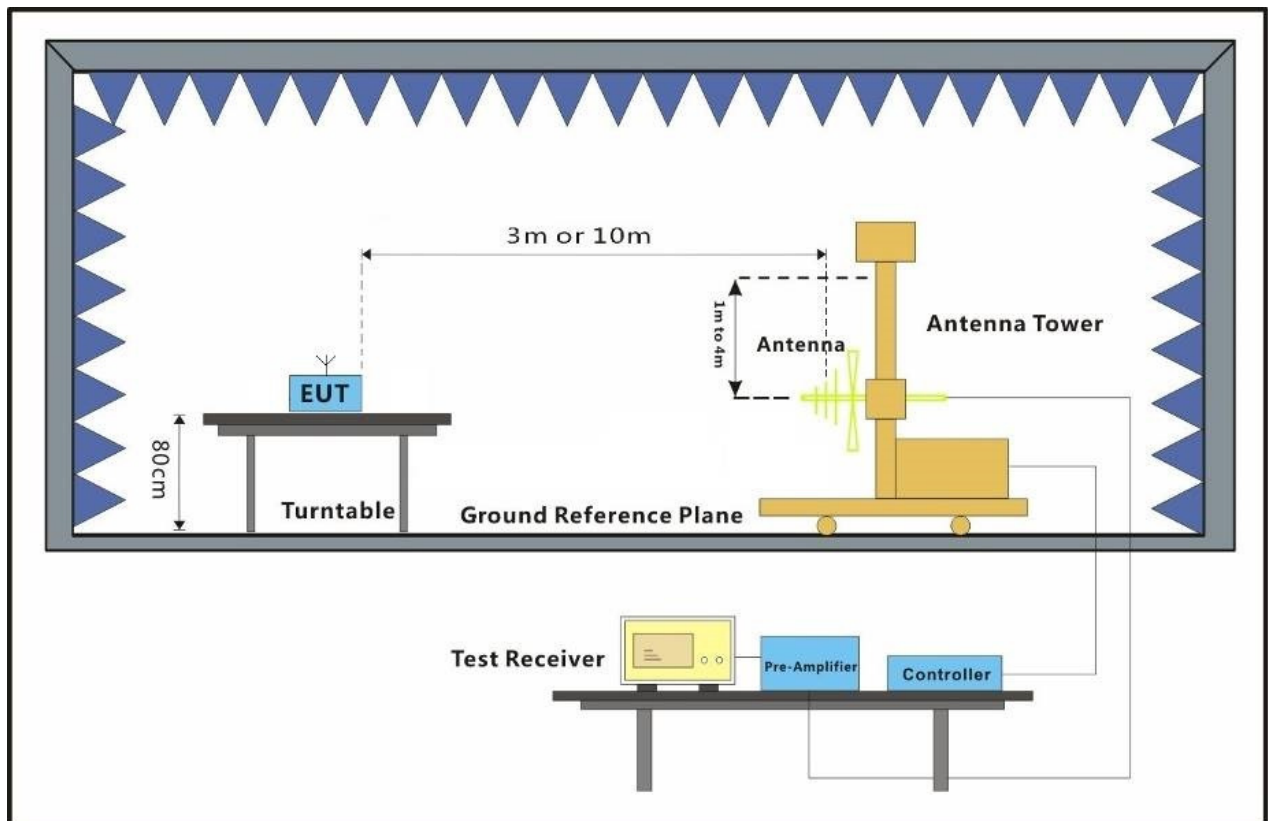 3m or 10m
1m to 4m
Antenna
Antenna Tower
EUT
80cm
Turntable
Ground Reference Plane
Test Receiver
Pre-Amplifier
Controller